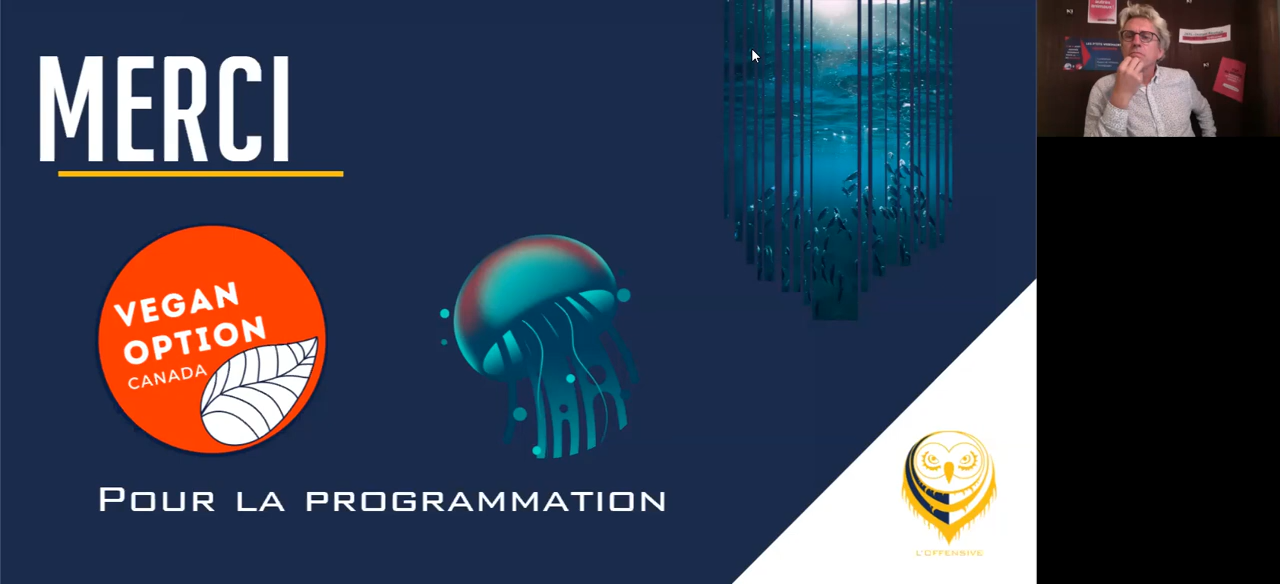 MERCI
VEGAN
OPTION
CANADA
POUR LA PROGRAMMATION
L'OFFENSIVE